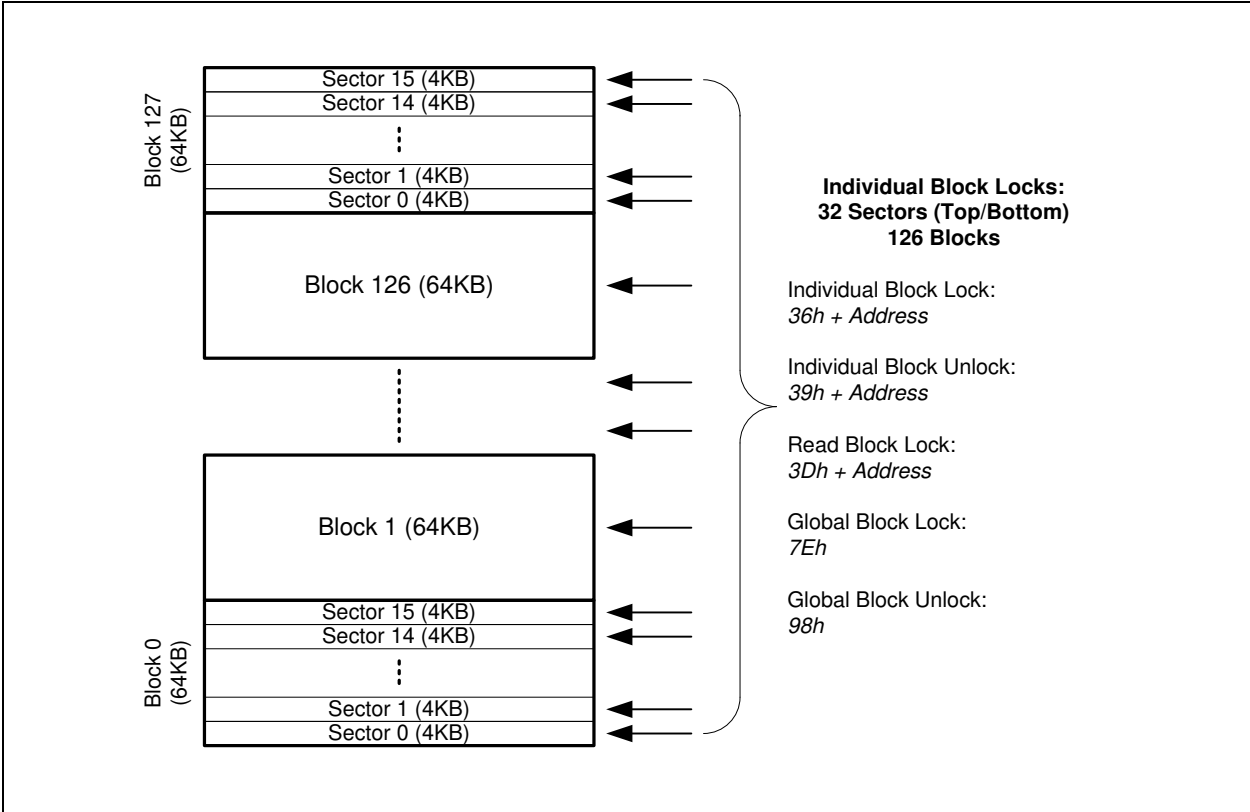 Block 127
(64KB)
Sector 15 (4KB)
Sector 14 (4KB)
Sector 1 (4KB)
Sector 0 (4KB)
Block 126 (64KB)
Block 1 (64KB)
Block 0
(64KB)
Sector 15 (4KB)
Sector 14 (4KB)
Sector 1 (4KB)
Sector 0 (4KB)
Individual Block Locks:
32 Sectors (Top/Bottom)
126 Blocks
Individual Block Lock:
36h + Address
Individual Block Unlock:
39h + Address
Read Block Lock:
3Dh + Address
Global Block Lock:
7Eh
Global Block Unlock:
98h